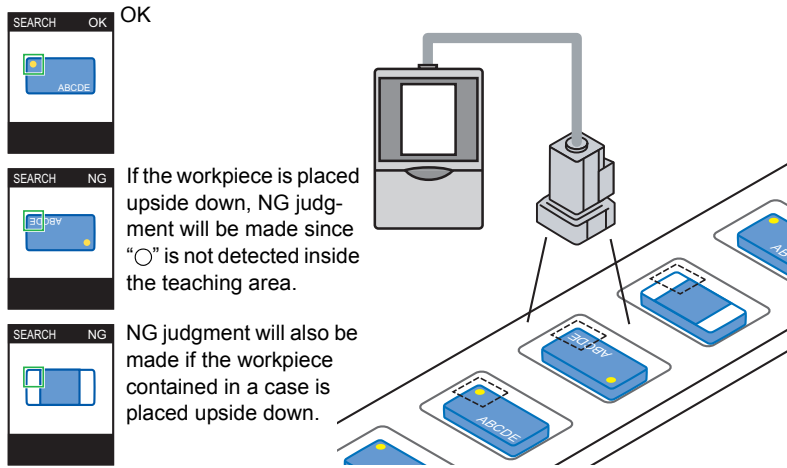 SEARCH OK
OK
ABCDE
SEARCH NG
ABCDE
If the workpiece is placed
upside down, NG judg-
ment will be made since
“○” is not detected inside
the teaching area.
SEARCH NG
NG judgment will also be
made if the workpiece
contained in a case is
placed upside down.
AB
ABCDE
ABCDE